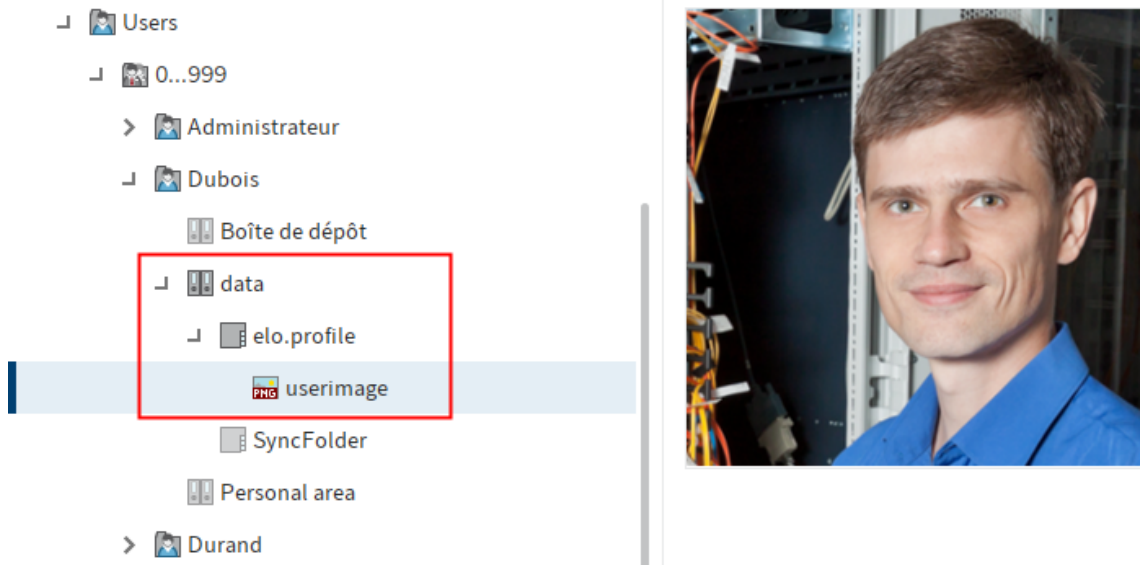 Users
0...999
Administrateur
Dubois
Boîte de dépôt
data
elo.profile
PNG userimage
SyncFolder
Personal area
Durand